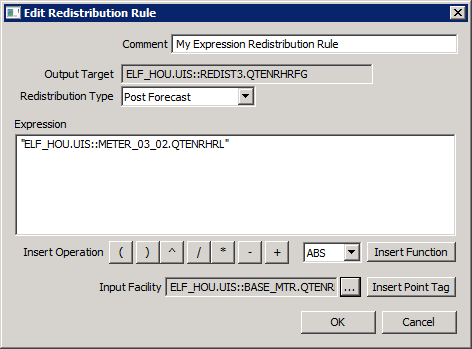 Edit Redistribution Rule
Comment My Expression Redistribution Rule
Output Target ELF_HOU.UIS::REDIST3.QTENRHRFG
Redistribution Type Post Forecast
Expression
"ELF_HOU.UIS::METER_03_02.QTENRHRL"
Insert Operation ( ) ^ / * - + ABS Insert Function
Input Facility ELF_HOU.UIS::BASE_MTR.QTENR ... Insert Point Tag
OK Cancel